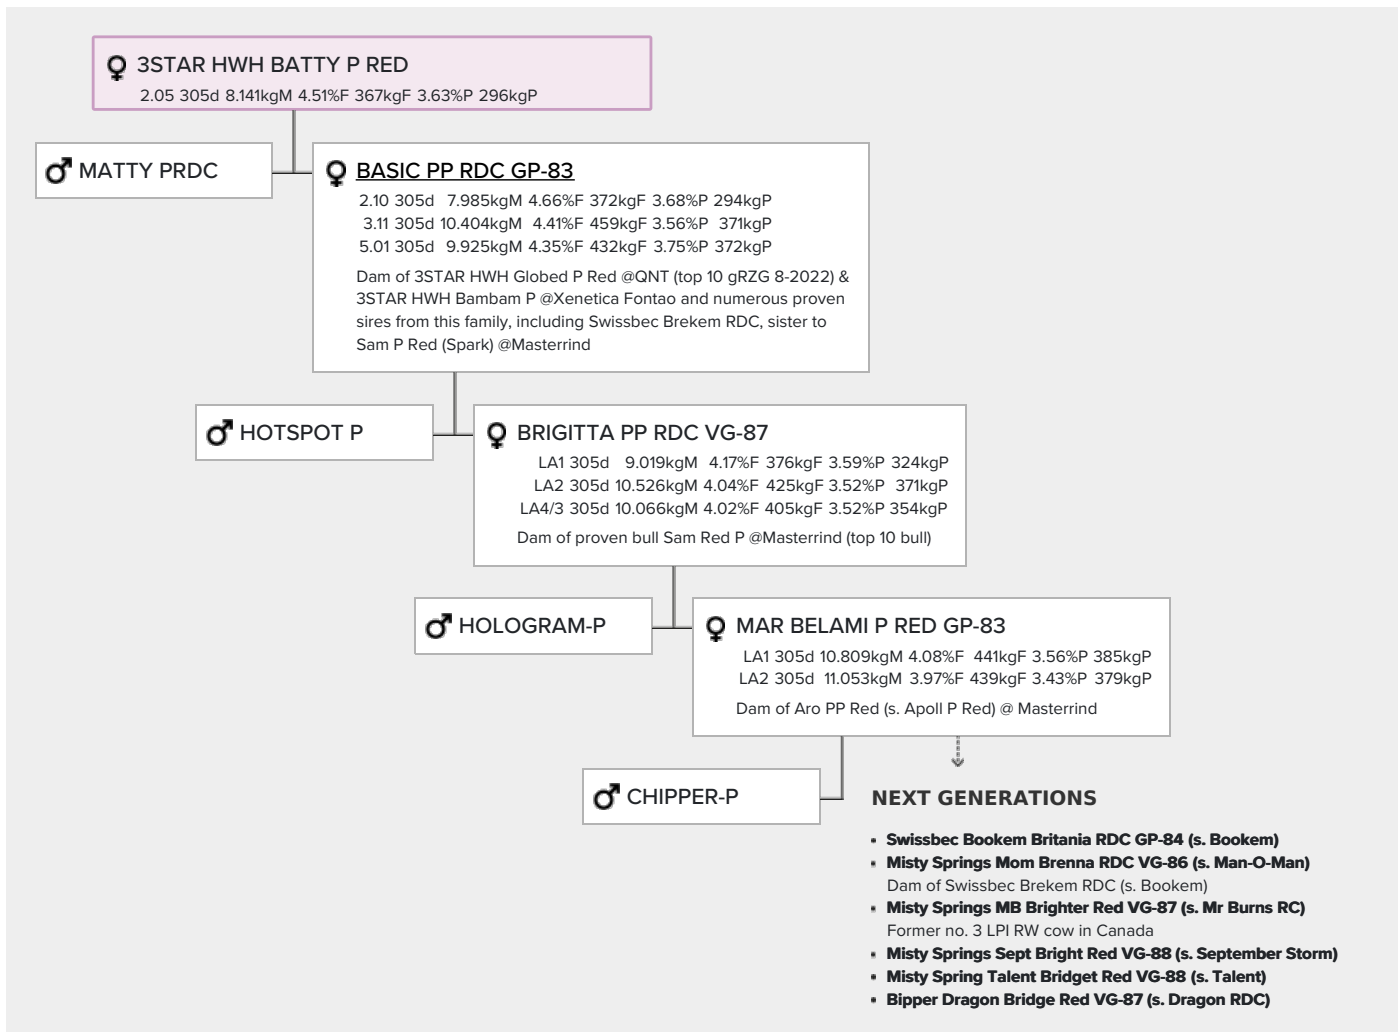 3STAR HWH BATTY P RED
2.05 305d 8.141kgM 4.51%F 367kgF 3.63%P 296kgP
MATTY PRDC
BASIC PP RDC GP-83
2.10 305d 7.985kgM 4.66%F 372kgF 3.68%P 294kgP
3.11 305d 10.404kgM 4.41%F 459kgF 3.56%P 371kgP
5.01 305d 9.925kgM 4.35%F 432kgF 3.75%P 372kgP
Dam of 3STAR HWH Globed P Red @QNT (top 10 gRZG 8-2022) &
3STAR HWH Bambam P @Xenetica Fontao and numerous proven
sires from this family, including Swissbec Brekem RDC, sister to
Sam P Red (Spark) @Masterrind
HOTSPOT P
BRIGITTA PP RDC VG-87
LA1 305d 9.019kgM 4.17%F 376kgF 3.59%P 324kgP
LA2 305d 10.526kgM 4.04%F 425kgF 3.52%P 371kgP
LA4/3 305d 10.066kgM 4.02%F 405kgF 3.52%P 354kgP
Dam of proven bull Sam Red P @Masterrind (top 10 bull)
HOLOGRAM-P
MAR BELAMI P RED GP-83
LA1 305d 10.809kgM 4.08%F 441kgF 3.56%P 385kgP
LA2 305d 11.053kgM 3.97%F 439kgF 3.43%P 379kgP
Dam of Aro PP Red (s. Apoll P Red) @ Masterrind
CHIPPER-P
NEXT GENERATIONS
• Swissbec Bookem Britania RDC GP-84 (s. Bookem)
• Misty Springs Mom Brenna RDC VG-86 (s. Man-O-Man)
Dam of Swissbec Brekem RDC (s. Bookem)
• Misty Springs MB Brighter Red VG-87 (s. Mr Burns RC)
Former no. 3 LPI RW cow in Canada
• Misty Springs Sept Bright Red VG-88 (s. September Storm)
• Misty Spring Talent Bridget Red VG-88 (s. Talent)
• Bipper Dragon Bridge Red VG-87 (s. Dragon RDC)